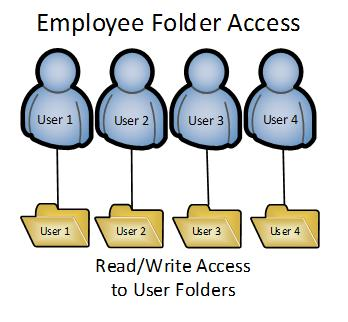 Employee Folder Access
User 1 User 2 User 3 User 4
User 1 User 2 User 3 User 4
Read/Write Access
to User Folders